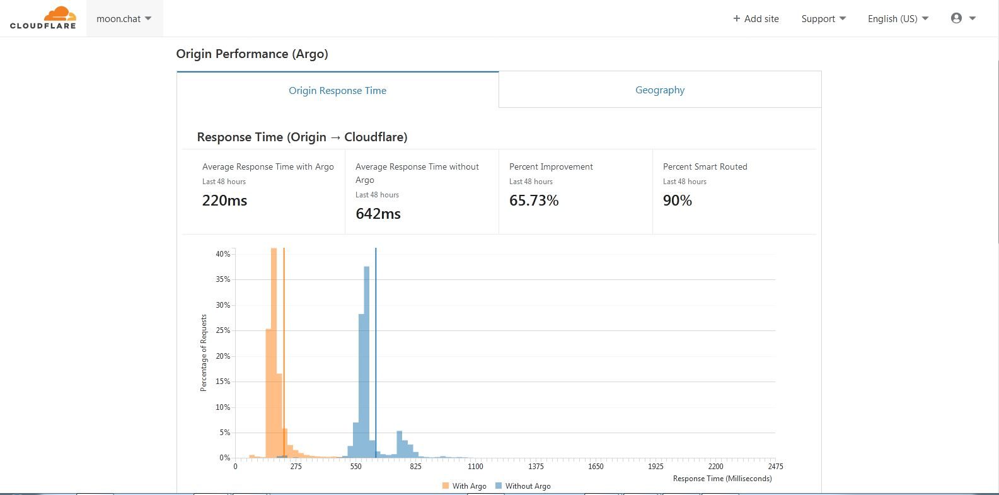 CLOUDFLARE
moon.chat
+ Add site
Support
English (US)
Origin Performance (Argo)
Origin Response Time
Geography
Response Time (Origin → Cloudflare)
Average Response Time with Argo
Last 48 hours
220ms
Average Response Time without
Argo
Last 48 hours
642ms
Percent Improvement
Last 48 hours
65.73%
Percent Smart Routed
Last 48 hours
90%
Percentage of Requests
40%
35%
30%
25%
20%
15%
10%
5%
0%
0 275 550 825 1100 1375 1650 1925 2200 2475
Response Time (Milliseconds)
With Argo Without Argo